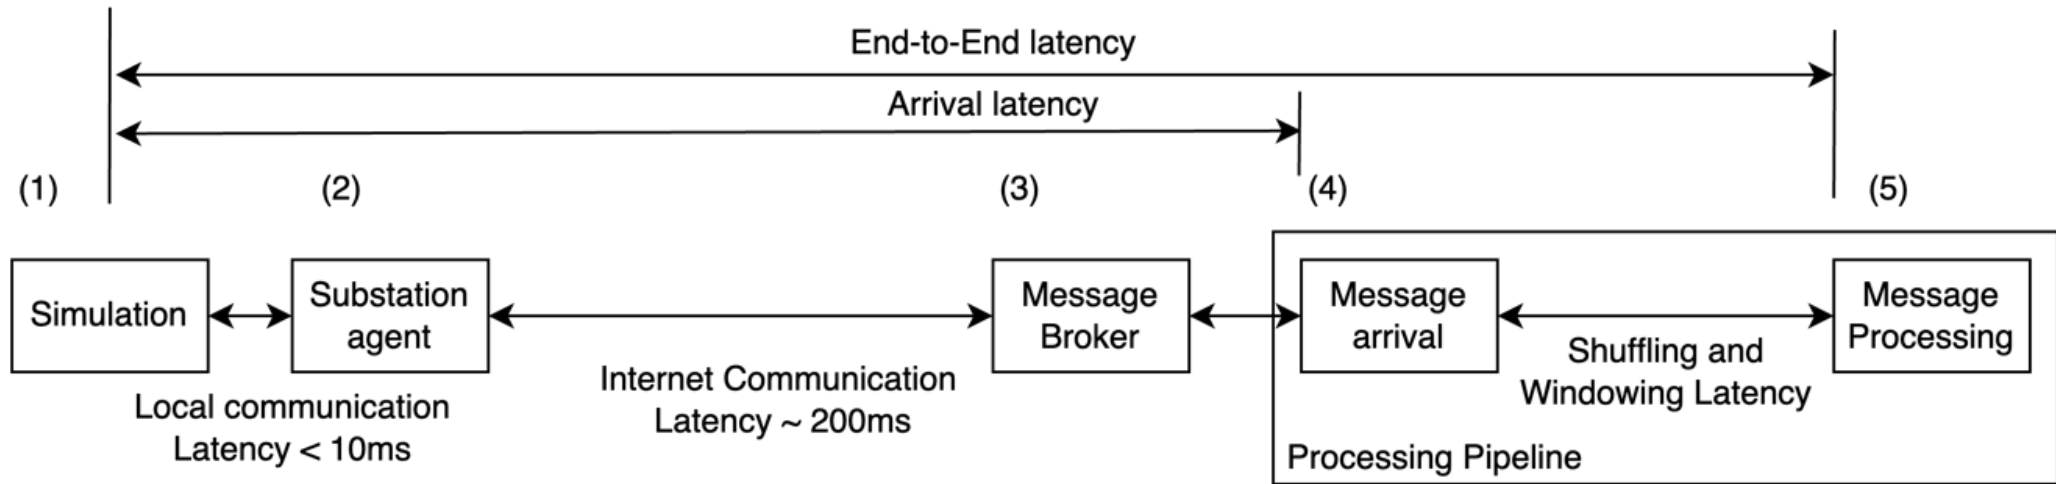 End-to-End latency
Arrival latency
(1)
(2)
(3)
(4)
(5)
Simulation
Substation
agent
Message
Broker
Message
arrival
Message
Processing
Local communication
Latency < 10ms
Internet Communication
Latency ~ 200ms
Shuffling and
Windowing Latency
Processing Pipeline